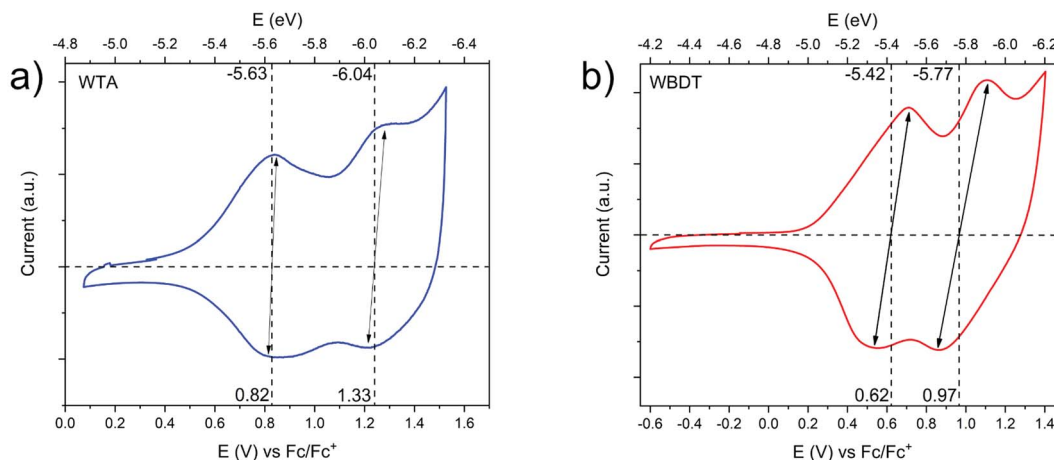 a)
E (eV)
-4.8 -5.0 -5.2 -5.4 -5.6 -5.8 -6.0 -6.2 -6.4
WTA
-5.63 -6.04
Current (a.u.)
0.82 1.33
0.0 0.2 0.4 0.6 0.8 1.0 1.2 1.4 1.6
E (V) vs Fc/Fc⁺
b)
E (eV)
-4.2 -4.4 -4.6 -4.8 -5.0 -5.2 -5.4 -5.6 -5.8 -6.0 -6.2
WBDT
-5.42 -5.77
Current (a.u.)
0.62 0.97
-0.6 -0.4 -0.2 0.0 0.2 0.4 0.6 0.8 1.0 1.2 1.4
E (V) vs Fc/Fc⁺